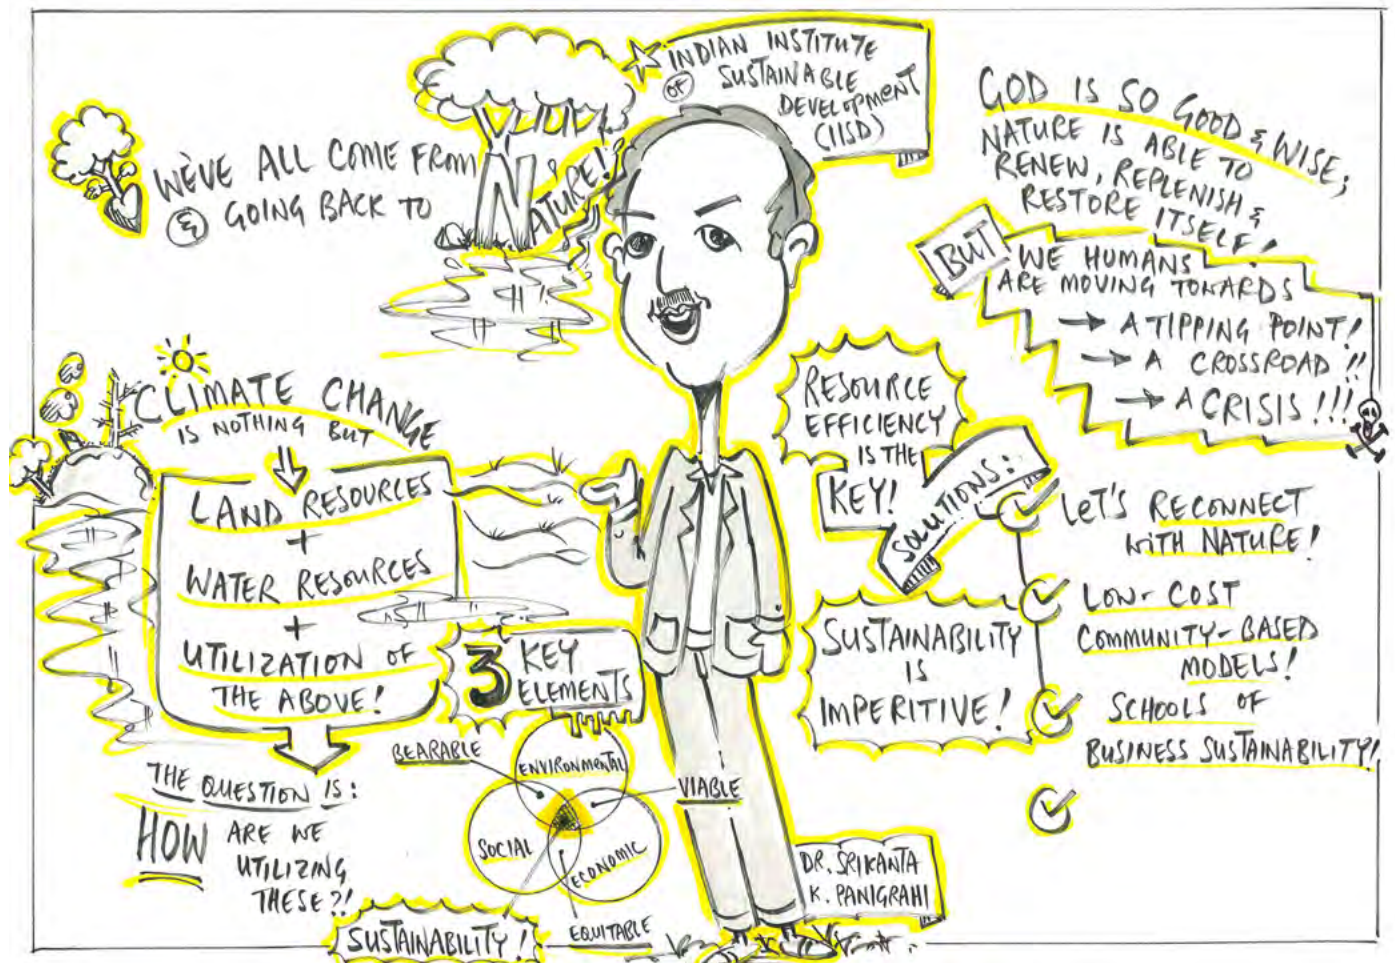 WE'VE ALL COME FROM
& GOING BACK TO
NATURE!
INDIAN INSTITUTE
OF SUSTAINABLE
DEVELOPMENT
(IISD)
GOD IS SO GOOD & WISE;
NATURE IS ABLE TO
RENEW, REPLENISH &
RESTORE ITSELF!
BUT WE HUMANS
ARE MOVING TOWARDS
→ A TIPPING POINT!
→ A CROSSROAD !!
→ A CRISIS !!!
CLIMATE CHANGE
IS NOTHING BUT
LAND RESOURCES
+
WATER RESOURCES
+
UTILIZATION OF
THE ABOVE!
THE QUESTION IS:
HOW ARE WE
UTILIZING
THESE?!
3 KEY
ELEMENTS
BEARABLE
ENVIRONMENTAL
VIABLE
SOCIAL
ECONOMIC
EQUITABLE
SUSTAINABILITY!
RESOURCE
EFFICIENCY
IS THE
KEY!
SOLUTIONS:
LET'S RECONNECT
WITH NATURE!
LOW-COST
COMMUNITY-BASED
MODELS!
SCHOOLS OF
BUSINESS SUSTAINABILITY!
SUSTAINABILITY
IS
IMPERITIVE!
DR. SRIKANTA
K. PANIGRAHI